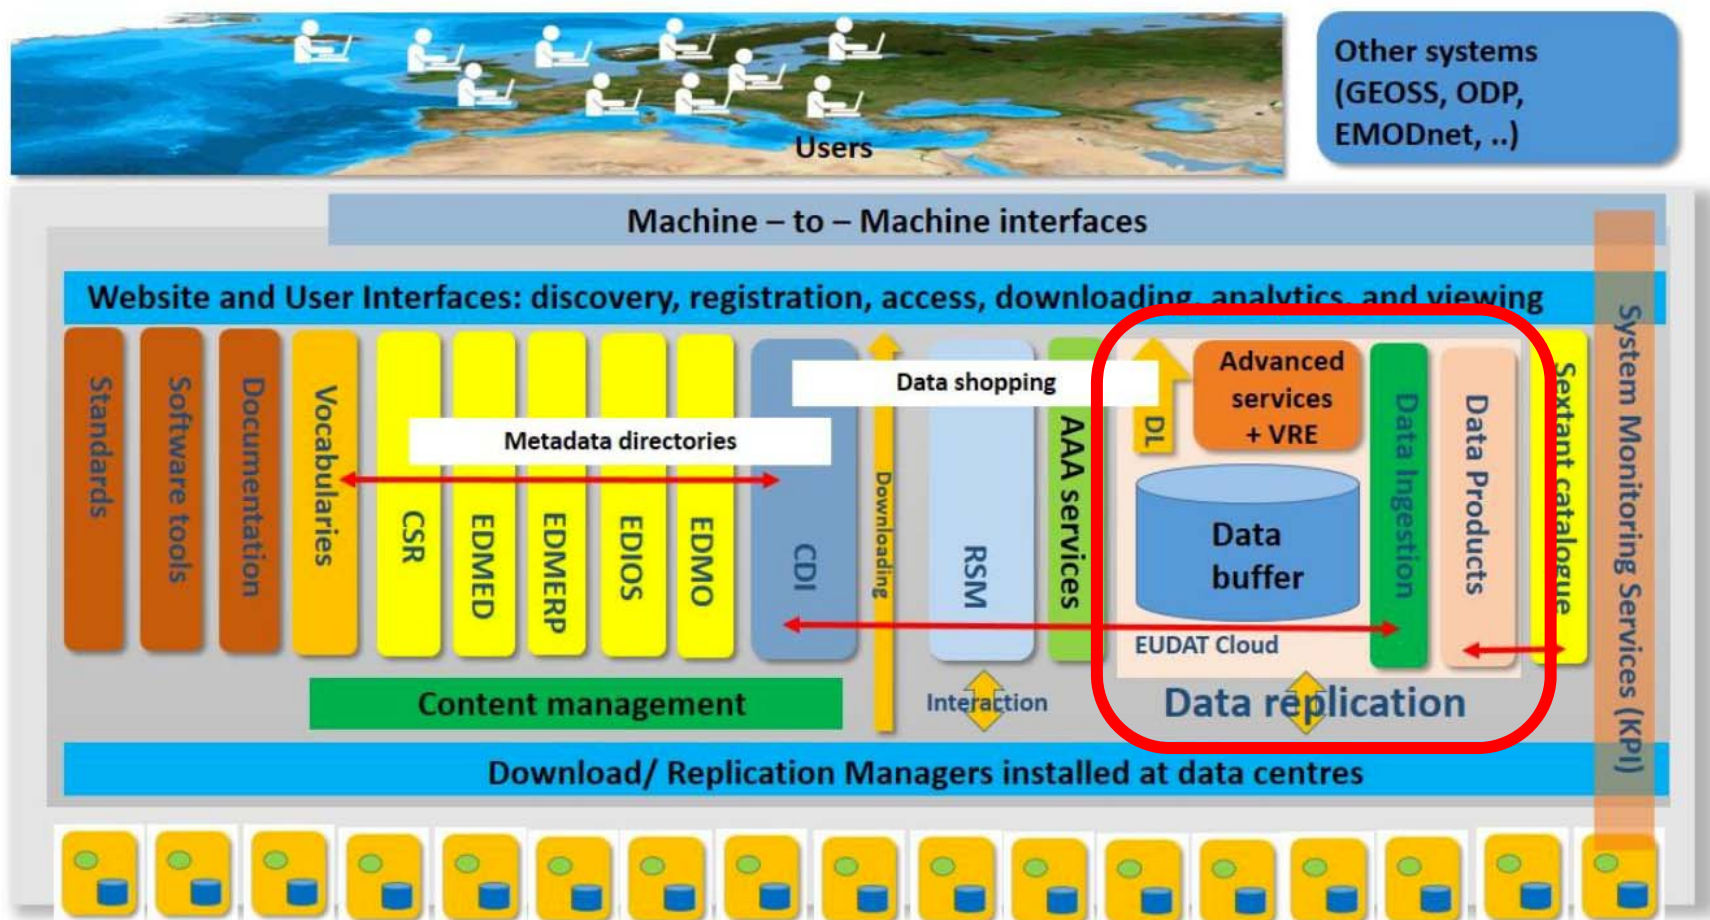 Users
Other systems
(GEOSS, ODP,
EMODnet, ..)
Machine – to – Machine interfaces
Website and User Interfaces: discovery, registration, access, downloading, analytics, and viewing
Standards
Software tools
Documentation
Vocabularies
CSR
EDMED
EDMERP
EDIOS
EDMO
Metadata directories
CDI
Data shopping
Downloading
RSM
AAA services
DL
Advanced
services
+ VRE
Data
buffer
EUDAT Cloud
Data Ingestion
Data Products
Sextant catalogue
System Monitoring Services (KPI)
Content management
Interaction
Data replication
Download/ Replication Managers installed at data centres